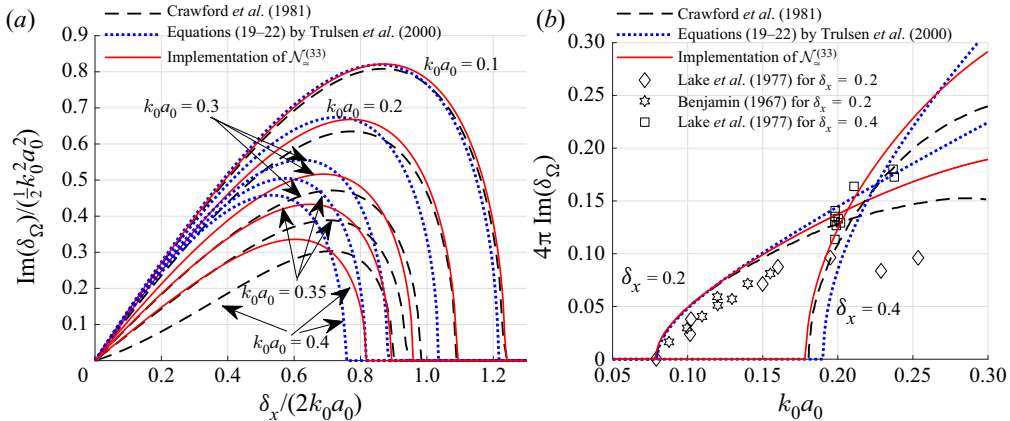 (a)
Crawford et al. (1981)
Equations (19–22) by Trulsen et al. (2000)
Implementation of 𝒩≃(33)
0.9
0.8
0.7
0.6
0.5
0.4
0.3
0.2
0.1
Im(δΩ)/(½k₀²a₀²)
k₀a₀ = 0.1
k₀a₀ = 0.2
k₀a₀ = 0.3
k₀a₀ = 0.35
k₀a₀ = 0.4
0 0.2 0.4 0.6 0.8 1.0 1.2
δx/(2k₀a₀)
(b)
Crawford et al. (1981)
Equations (19–22) by Trulsen et al. (2000)
Implementation of 𝒩≃(33)
Lake et al. (1977) for δx = 0.2
Benjamin (1967) for δx = 0.2
Lake et al. (1977) for δx = 0.4
0.30
0.25
0.20
0.15
0.10
0.05
0
4π Im(δΩ)
δx = 0.2
δx = 0.4
0.05 0.10 0.15 0.20 0.25 0.30
k₀a₀